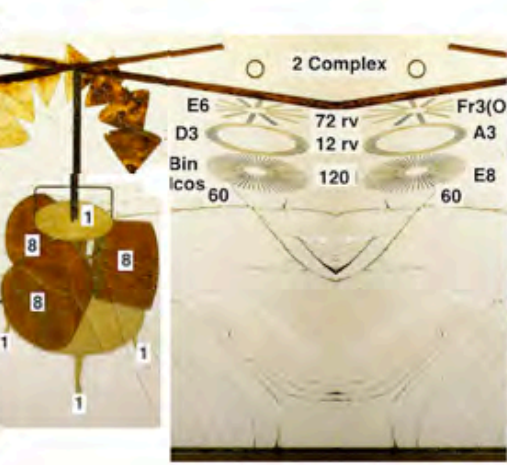 2 Complex
E6
72 rv
Fr3(O
D3
12 rv
A3
Bin
Icos
120
E8
60
60
1
8
8
8
1
1
1